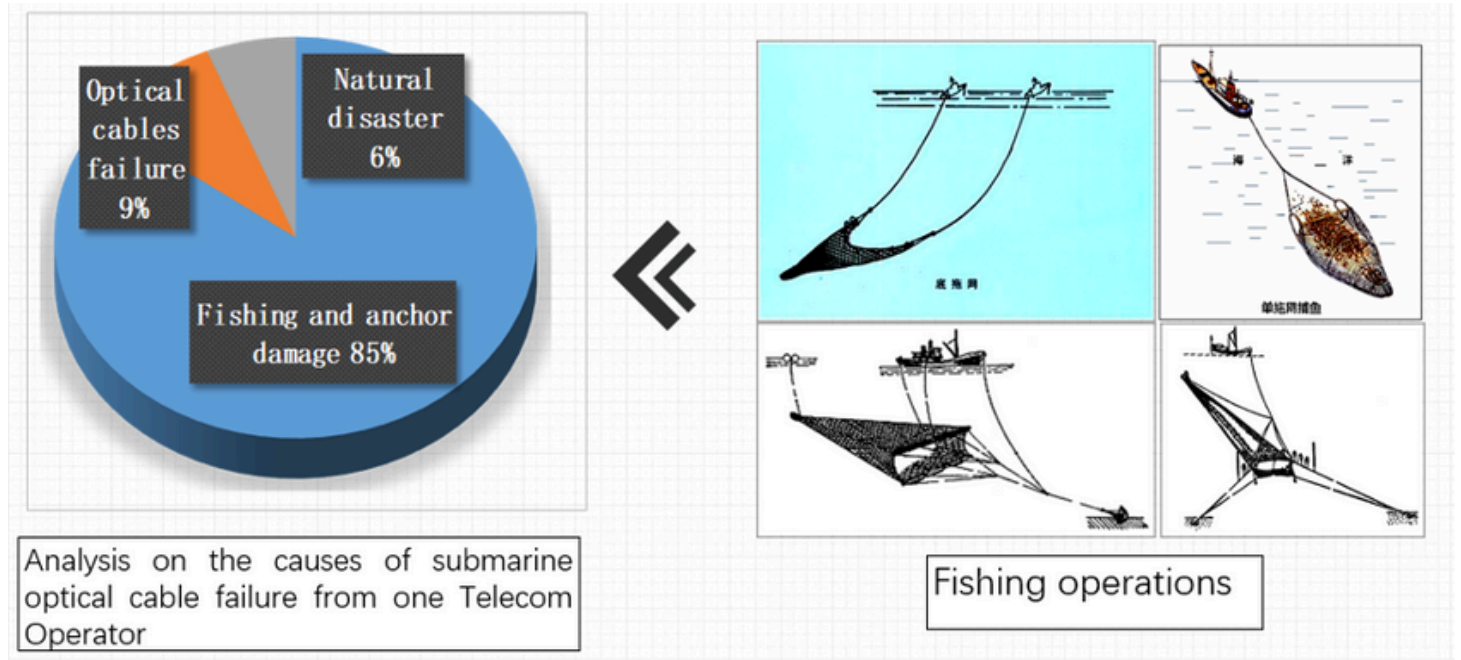 Optical
cables
failure
9%
Natural
disaster
6%
Fishing and anchor
damage 85%
Analysis on the causes of submarine
optical cable failure from one Telecom
Operator
底拖网
海 洋
单拖网捕鱼
Fishing operations